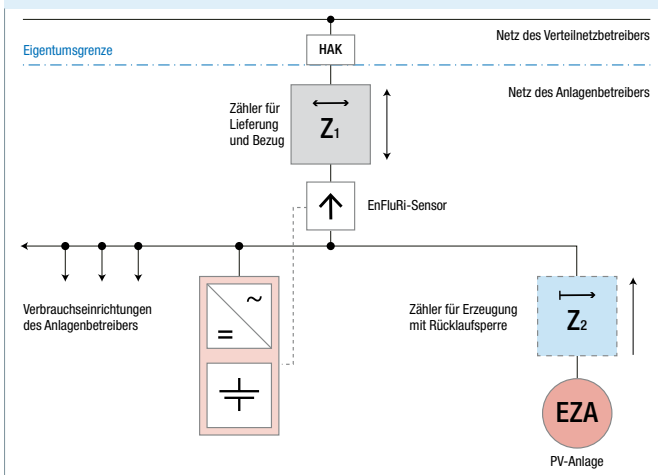 Netz des Verteilnetzbetreibers
Eigentumsgrenze
HAK
Netz des Anlagenbetreibers
Zähler für
Lieferung
und Bezug
Z1
EnFluRi-Sensor
Verbrauchseinrichtungen
des Anlagenbetreibers
~
=
Zähler für Erzeugung
mit Rücklaufsperre
Z2
EZA
PV-Anlage